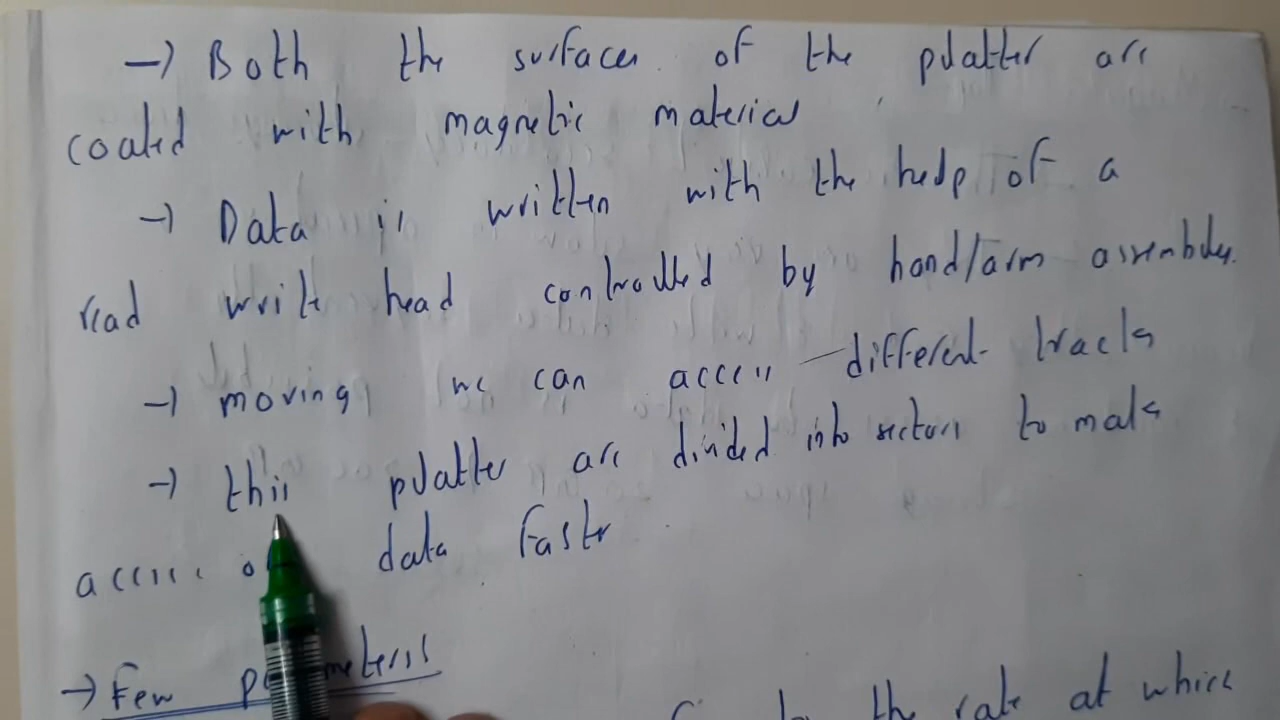 → Both the surfaces of the platter are
coated with magnetic material
→ Data is written with the help of a
read write head controlled by hand/arm assembly.
→ moving, we can access different tracks
→ this platter are divided into sectors to make
access of data faster
→ Few parameters
the rate at which